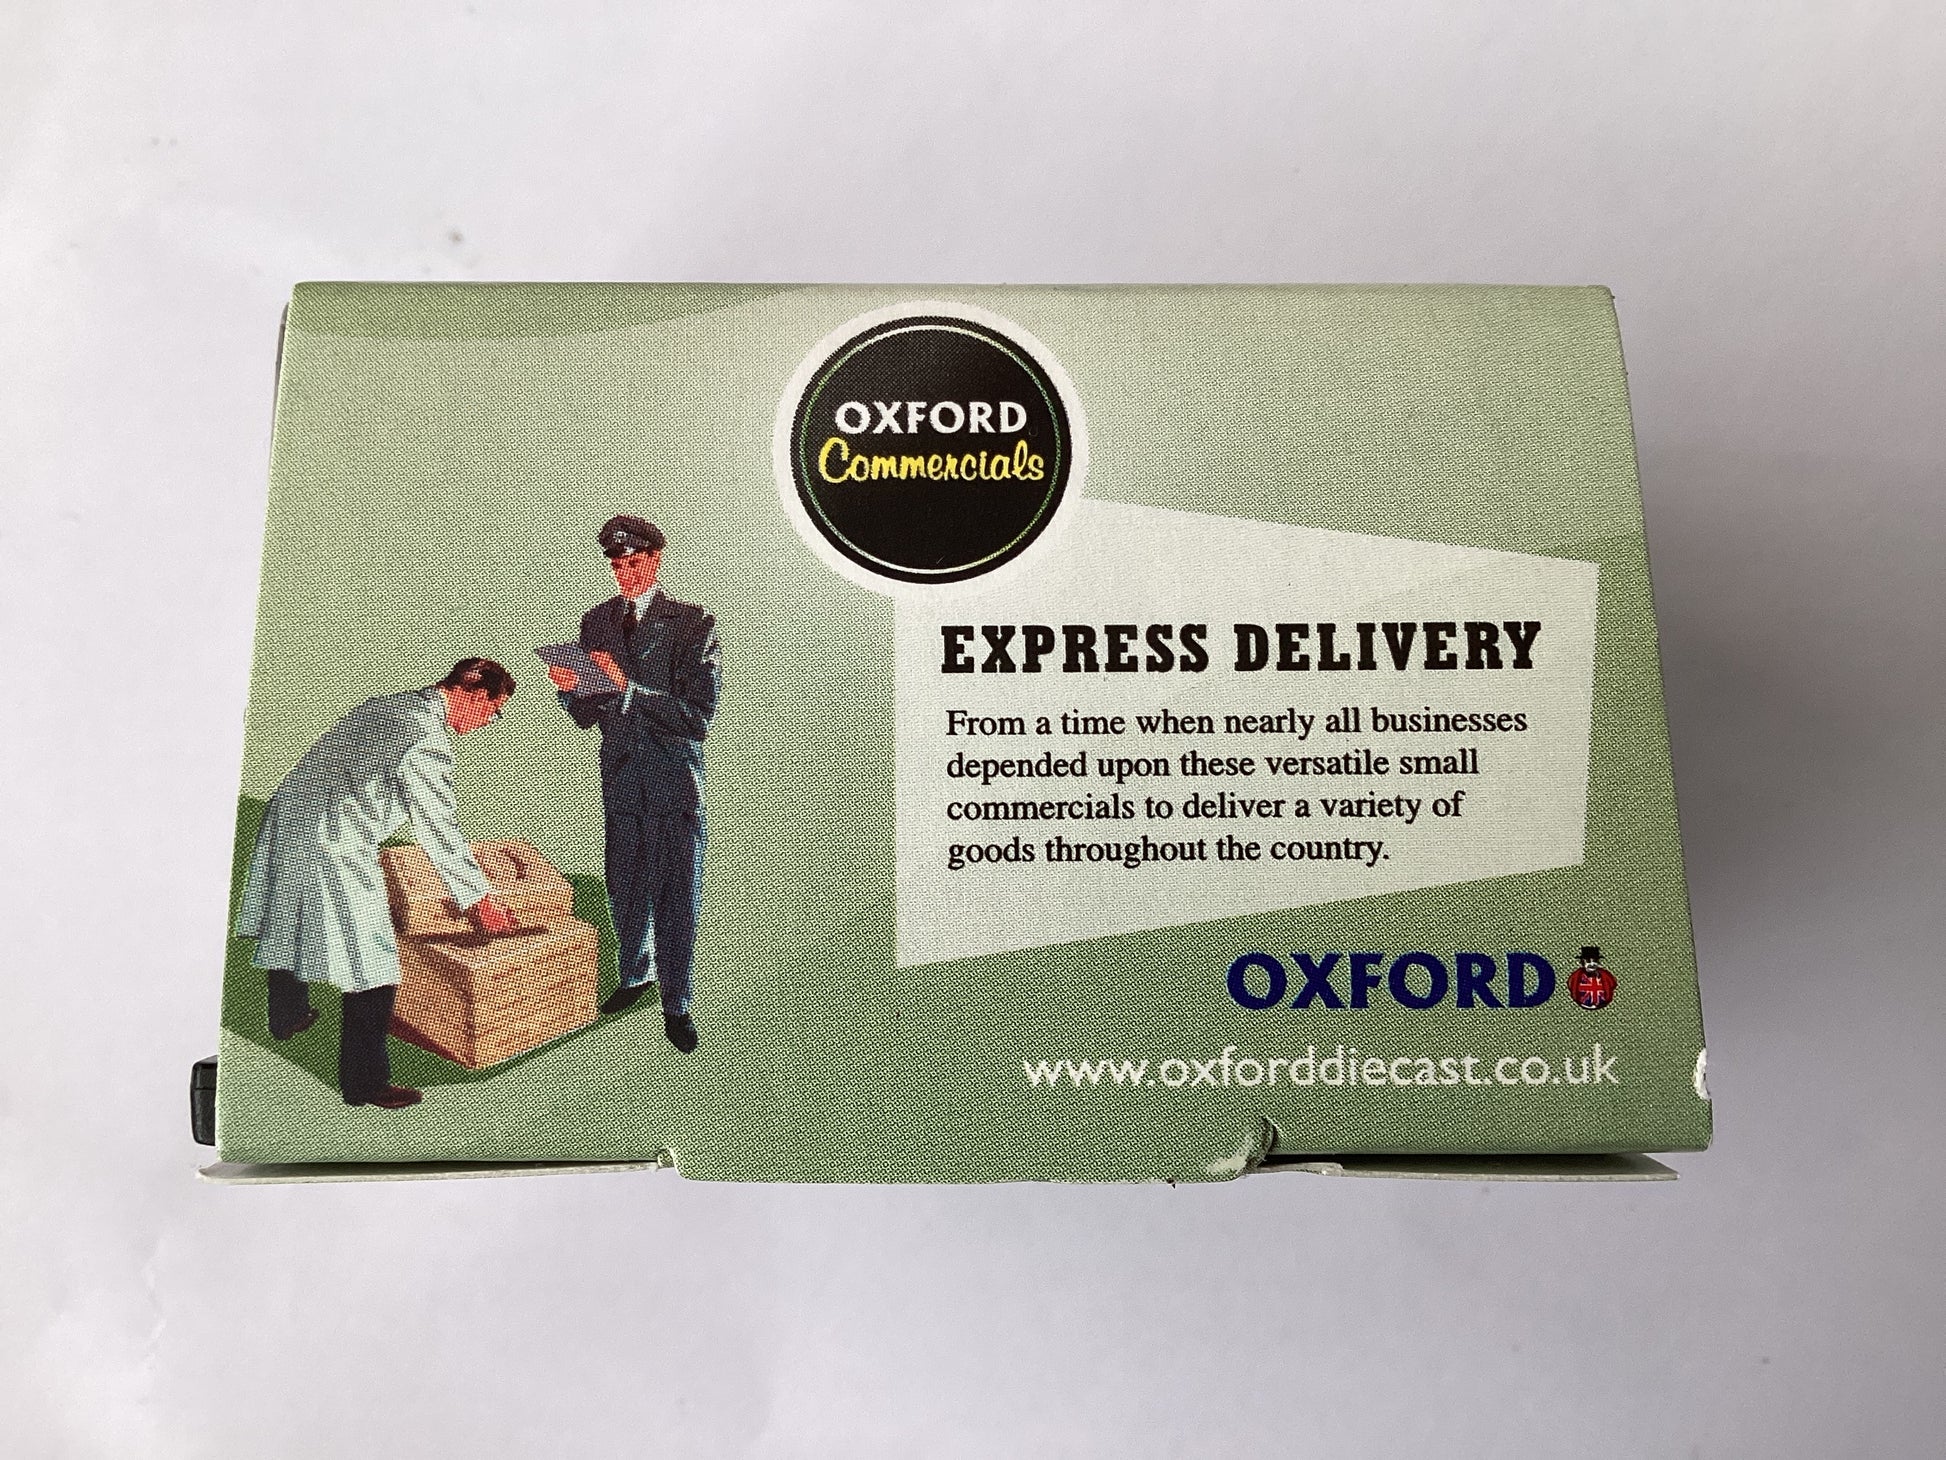 OXFORD
Commercials
EXPRESS DELIVERY
From a time when nearly all businesses
depended upon these versatile small
commercials to deliver a variety of
goods throughout the country.
OXFORD
www.oxforddiecast.co.uk